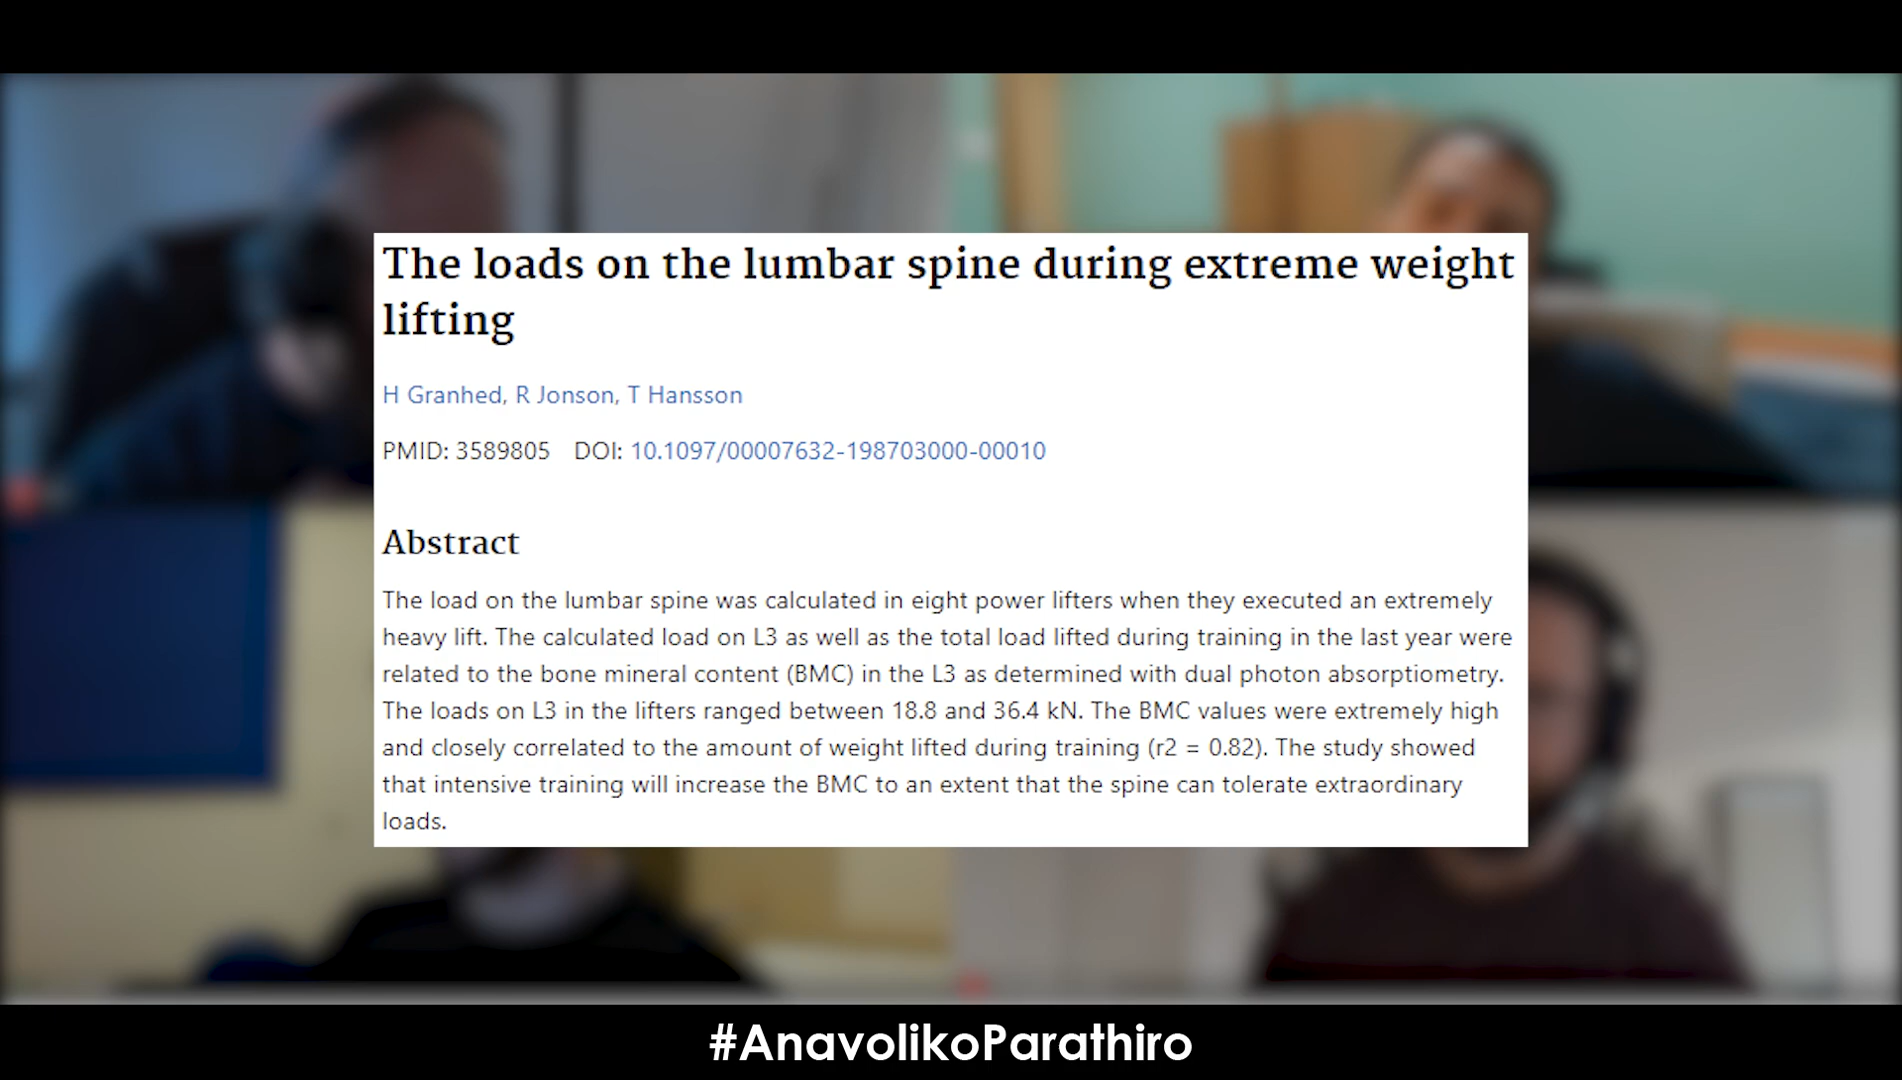 The loads on the lumbar spine during extreme weight
lifting
H Granhed, R Jonson, T Hansson
PMID: 3589805 DOI: 10.1097/00007632-198703000-00010
Abstract
The load on the lumbar spine was calculated in eight power lifters when they executed an extremely
heavy lift. The calculated load on L3 as well as the total load lifted during training in the last year were
related to the bone mineral content (BMC) in the L3 as determined with dual photon absorptiometry.
The loads on L3 in the lifters ranged between 18.8 and 36.4 kN. The BMC values were extremely high
and closely correlated to the amount of weight lifted during training (r2 = 0.82). The study showed
that intensive training will increase the BMC to an extent that the spine can tolerate extraordinary
loads.
#AnavolikoParathiro